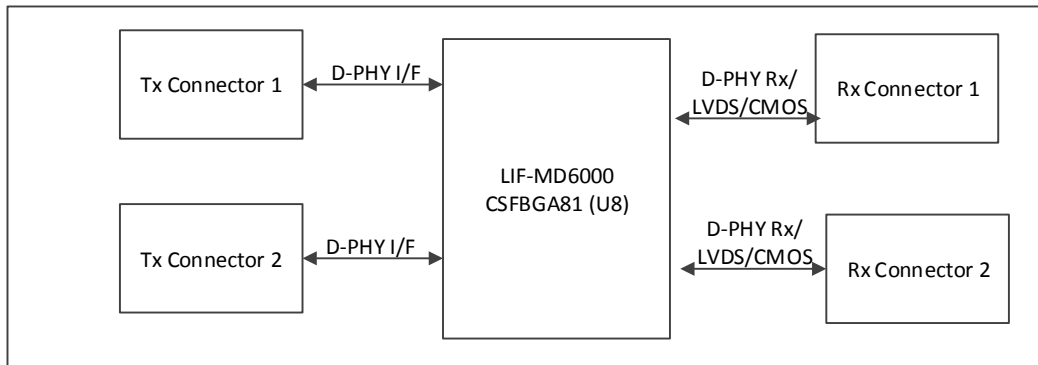 Tx Connector 1
D-PHY I/F
D-PHY Rx/
LVDS/CMOS
Rx Connector 1
LIF-MD6000
CSFBGA81 (U8)
Tx Connector 2
D-PHY I/F
D-PHY Rx/
LVDS/CMOS
Rx Connector 2